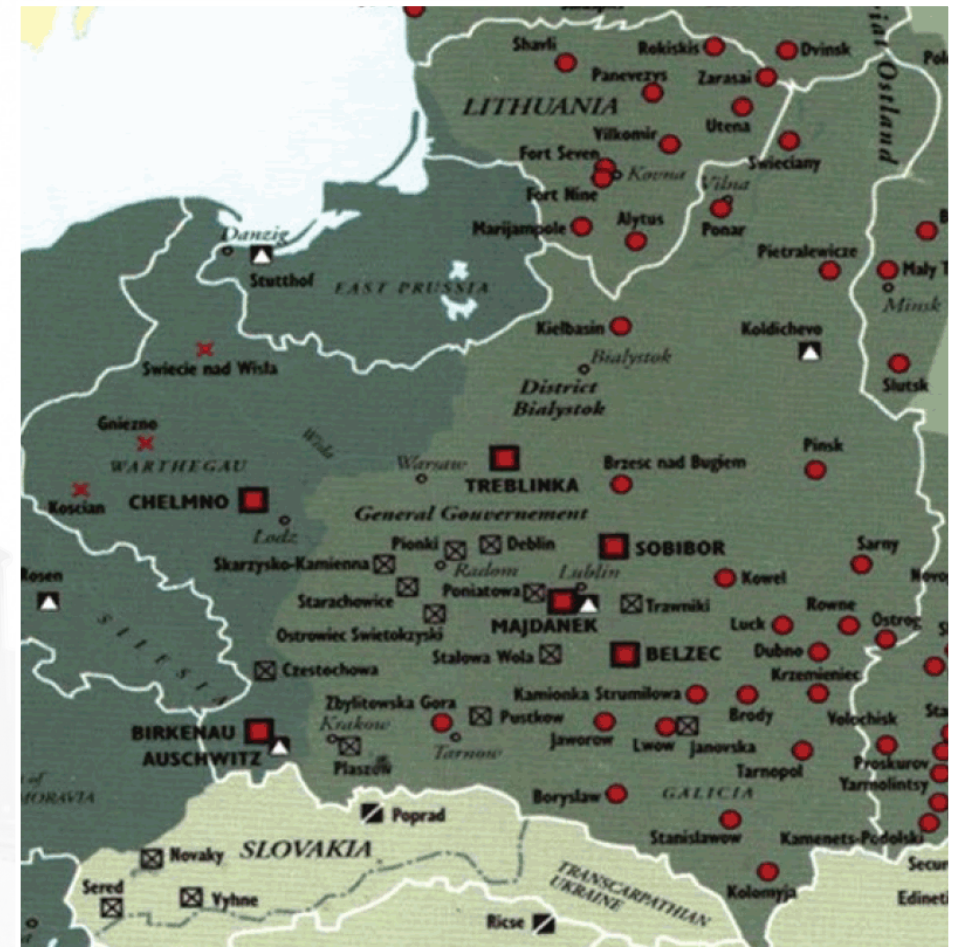 Shavli
Rokiskis
Dvinsk
Panevezys
Zarasai
LITHUANIA
Utena
Vilkomir
Swieciany
Fort Seven
Kovna
Vilna
Fort Nine
Marijampole
Alytus
Ponar
Ostland
Danzig
Stutthof
EAST PRUSSIA
Pietralewicze
Maly T
Minsk
Kielbasin
Bialystok
Koldichevo
Slutsk
District
Bialystok
Swiecie nad Wisla
Gniezno
WARTHEGAU
Koscian
Wisla
Warsaw
TREBLINKA
Brzesc nad Bugiem
Pinsk
CHELMNO
Lodz
General Gouvernement
Pionki
Deblin
SOBIBOR
Sarny
Skarzysko-Kamienna
Radom
Lublin
Kowel
Rosen
Starachowice
Poniatowa
Trawniki
Rowne
Ostrog
Ostrowiec Swietokzyski
MAJDANEK
Luck
SILESIA
Stalowa Wola
BELZEC
Dubno
Krzemieniec
Czestochowa
Zbylitowska Gora
Kamionka Strumilowa
Brody
Volochisk
Krakow
Pustkow
BIRKENAU
AUSCHWITZ
Plaszow
Tarnow
Jaworow
Lwow
Janovska
Tarnopol
Proskurov
Yarmolintsy
of
MORAVIA
Boryslaw
GALICIA
Poprad
Stanislawow
Kamenets-Podolski
Novaky
SLOVAKIA
TRANSCARPATHIAN
UKRAINE
Sered
Vyhne
Kolomyja
Secur
Edineti
Ricse